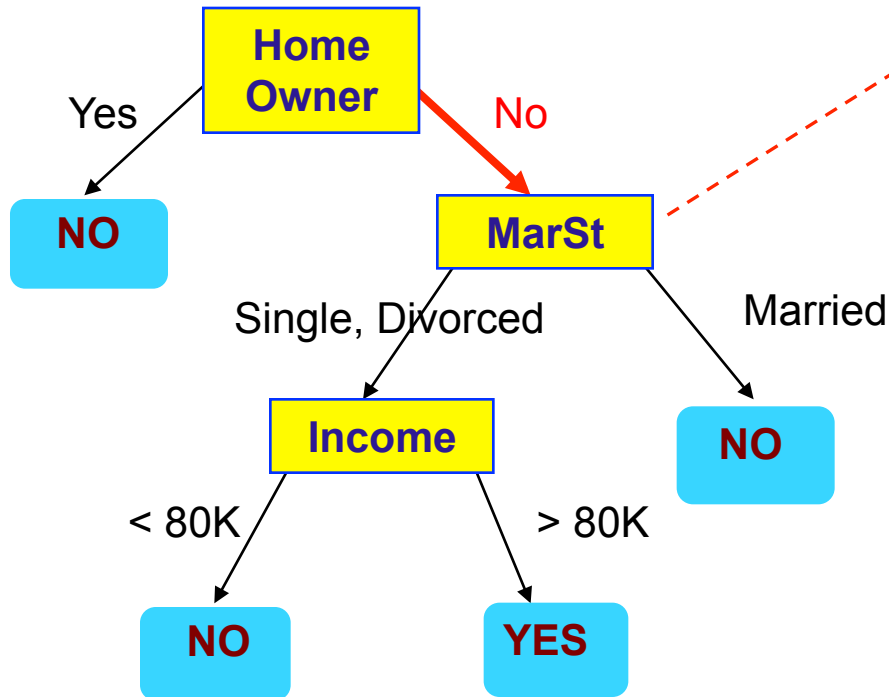 Home
Owner
Yes
No
NO
MarSt
Single, Divorced
Married
Income
NO
< 80K
> 80K
NO
YES